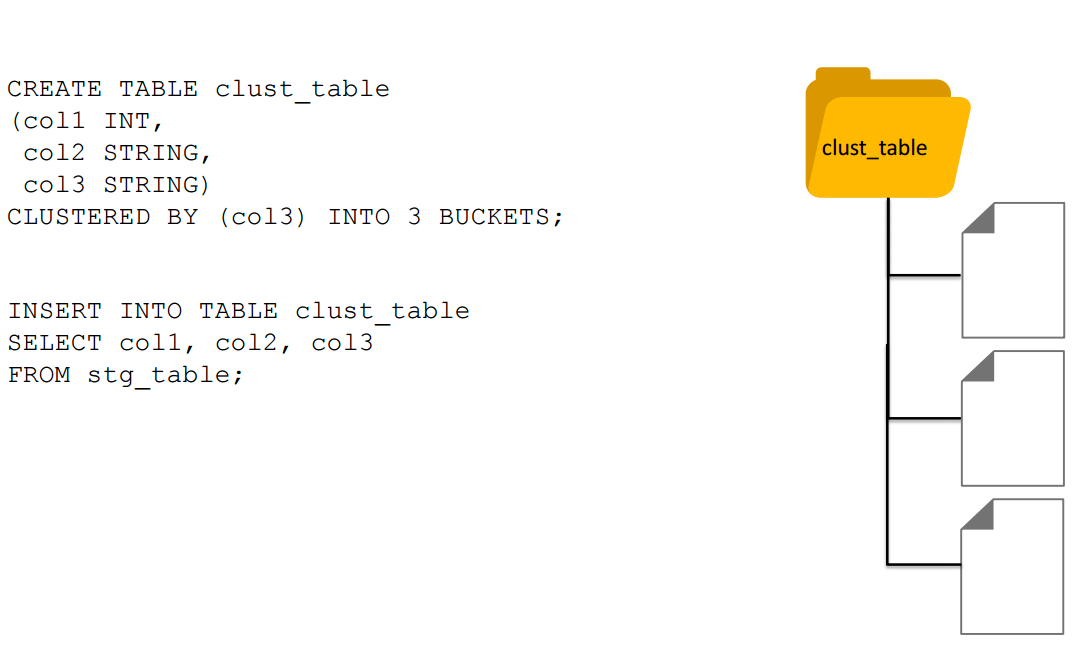 CREATE TABLE clust_table
(col1 INT,
col2 STRING,
col3 STRING)
CLUSTERED BY (col3) INTO 3 BUCKETS;
INSERT INTO TABLE clust_table
SELECT col1, col2, col3
FROM stg_table;
clust_table